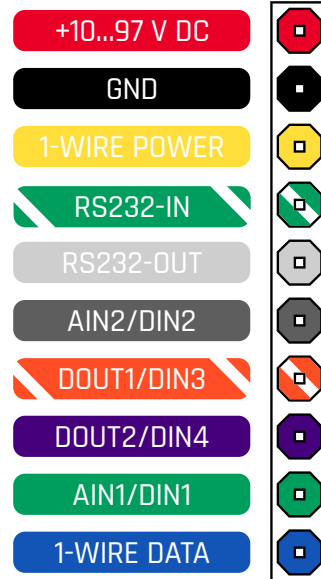 +10...97 V DC
GND
1-WIRE POWER
RS232-IN
RS232-OUT
AIN2/DIN2
DOUT1/DIN3
DOUT2/DIN4
AIN1/DIN1
1-WIRE DATA